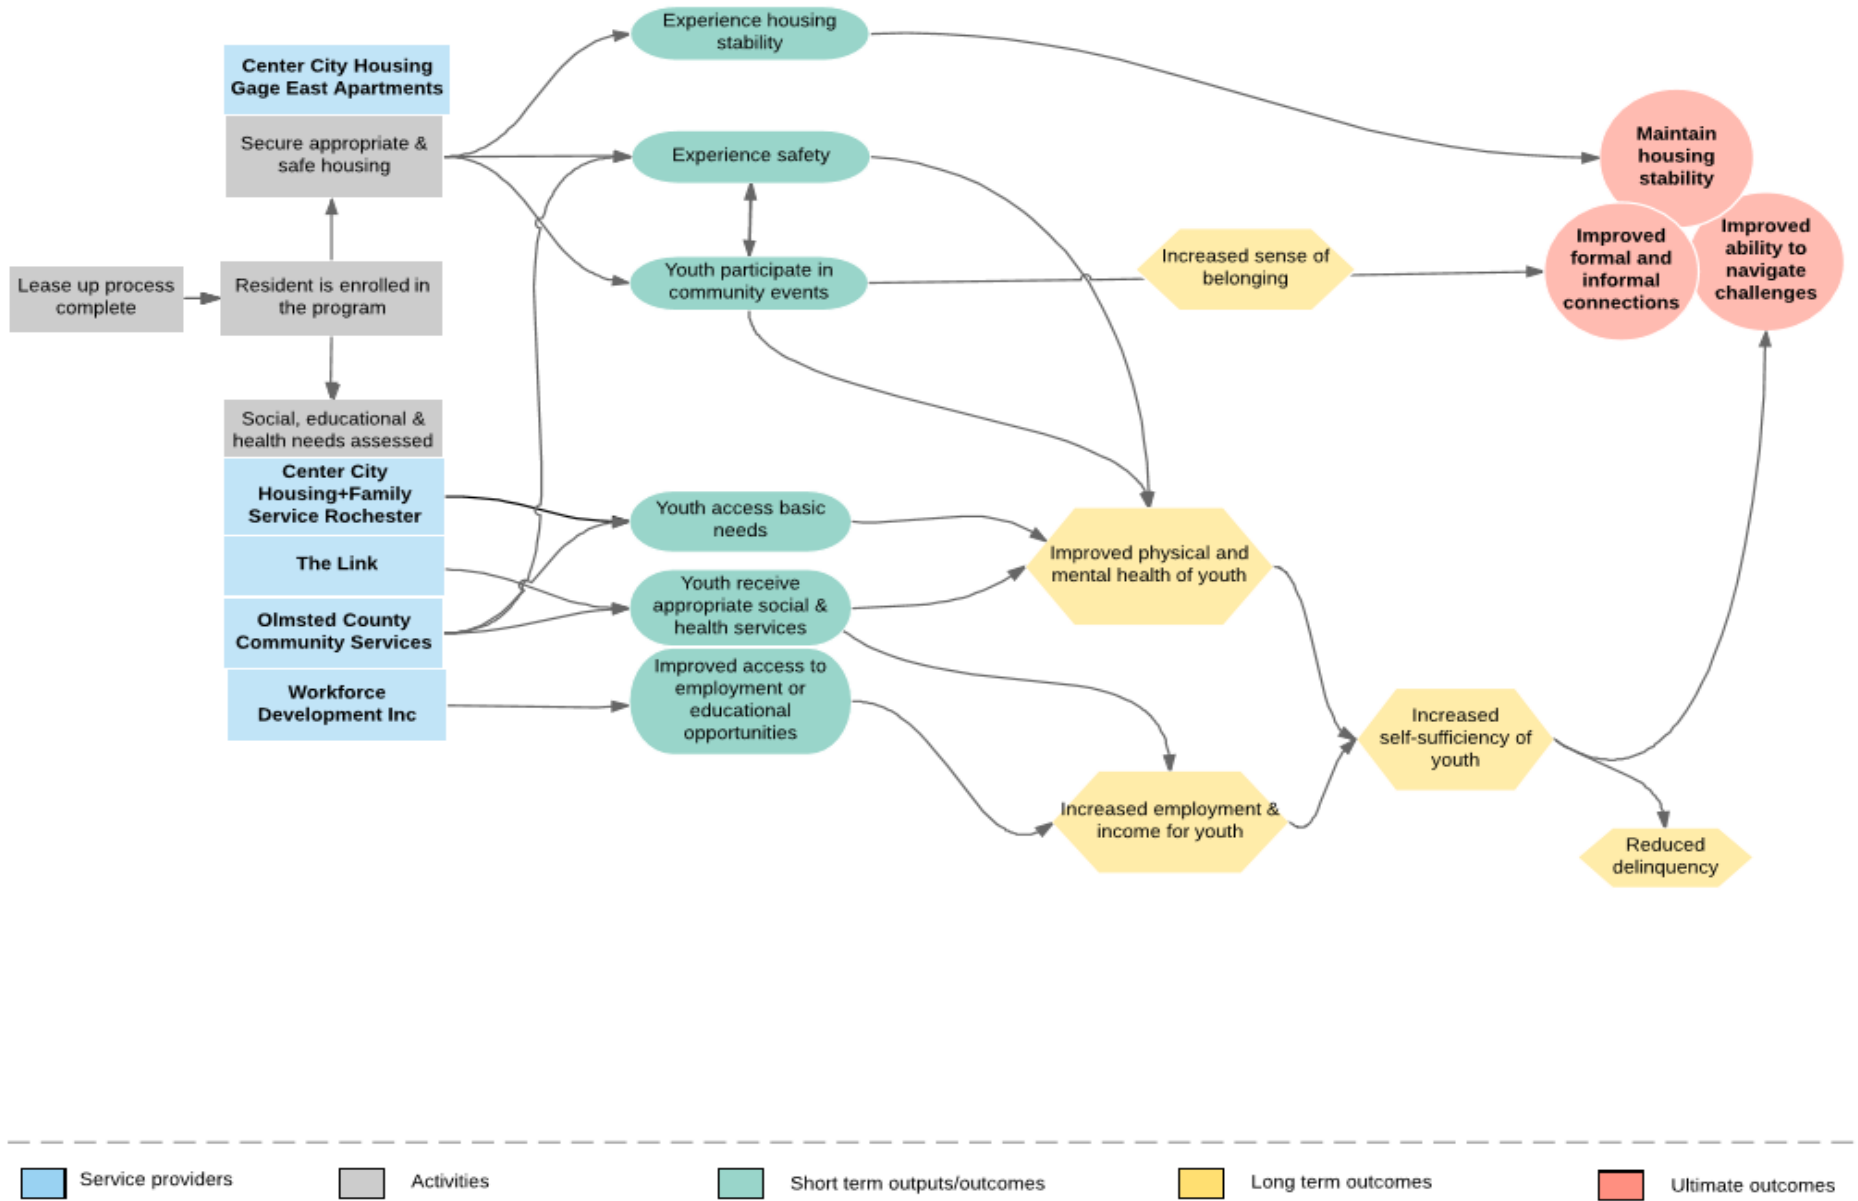 Experience housing
stability
Center City Housing
Gage East Apartments
Secure appropriate &
safe housing
Experience safety
Maintain
housing
stability
Lease up process
complete
Resident is enrolled in
the program
Youth participate in
community events
Increased sense of
belonging
Improved
formal and
informal
connections
Improved
ability to
navigate
challenges
Social, educational &
health needs assessed
Center City
Housing+Family
Service Rochester
The Link
Olmsted County
Community Services
Workforce
Development Inc
Youth access basic
needs
Youth receive
appropriate social &
health services
Improved access to
employment or
educational
opportunities
Improved physical and
mental health of youth
Increased employment &
income for youth
Increased
self-sufficiency of
youth
Reduced
delinquency
Service providers
Activities
Short term outputs/outcomes
Long term outcomes
Ultimate outcomes